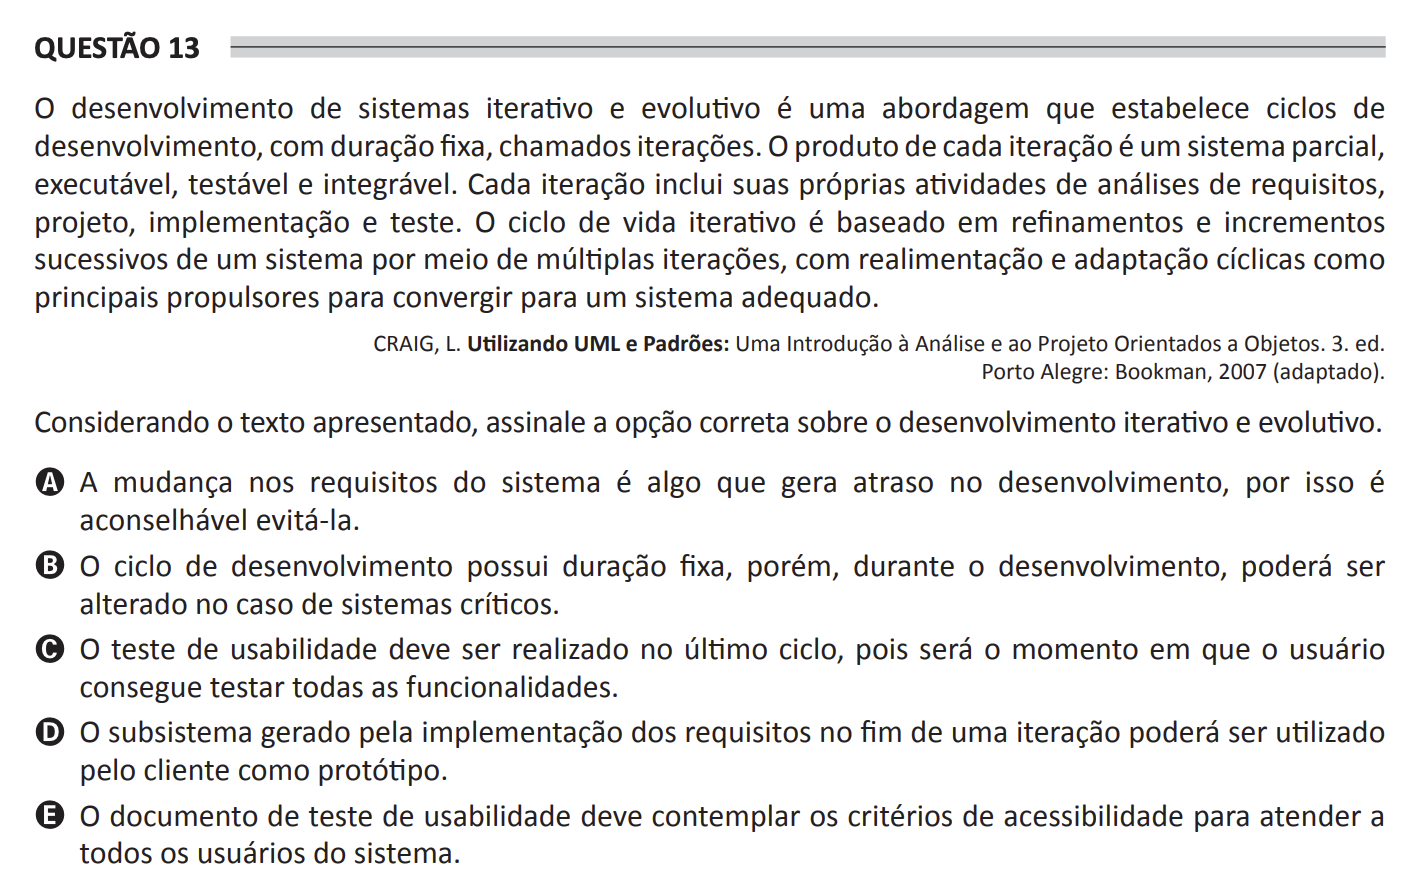 QUESTÃO 13
O desenvolvimento de sistemas iterativo e evolutivo é uma abordagem que estabelece ciclos de
desenvolvimento, com duração fixa, chamados iterações. O produto de cada iteração é um sistema parcial,
executável, testável e integrável. Cada iteração inclui suas próprias atividades de análises de requisitos,
projeto, implementação e teste. O ciclo de vida iterativo é baseado em refinamentos e incrementos
sucessivos de um sistema por meio de múltiplas iterações, com realimentação e adaptação cíclicas como
principais propulsores para convergir para um sistema adequado.
CRAIG, L. Utilizando UML e Padrões: Uma Introdução à Análise e ao Projeto Orientados a Objetos. 3. ed.
Porto Alegre: Bookman, 2007 (adaptado).
Considerando o texto apresentado, assinale a opção correta sobre o desenvolvimento iterativo e evolutivo.
A A mudança nos requisitos do sistema é algo que gera atraso no desenvolvimento, por isso é
aconselhável evitá-la.
B O ciclo de desenvolvimento possui duração fixa, porém, durante o desenvolvimento, poderá ser
alterado no caso de sistemas críticos.
C O teste de usabilidade deve ser realizado no último ciclo, pois será o momento em que o usuário
consegue testar todas as funcionalidades.
D O subsistema gerado pela implementação dos requisitos no fim de uma iteração poderá ser utilizado
pelo cliente como protótipo.
E O documento de teste de usabilidade deve contemplar os critérios de acessibilidade para atender a
todos os usuários do sistema.